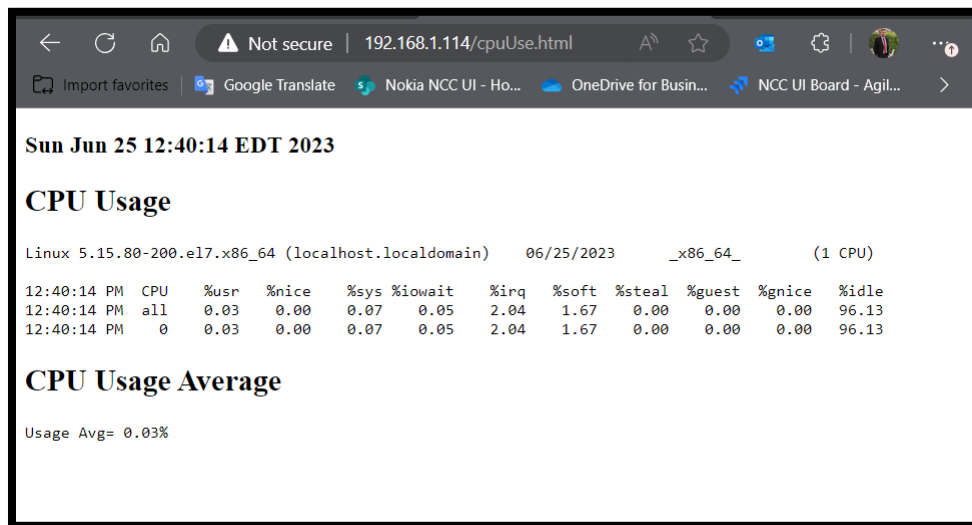 Not secure | 192.168.1.114/cpuUse.html
Import favorites Google Translate Nokia NCC UI - Ho... OneDrive for Busin... NCC UI Board - Agil...
Sun Jun 25 12:40:14 EDT 2023
CPU Usage
Linux 5.15.80-200.el7.x86_64 (localhost.localdomain) 06/25/2023 _x86_64_ (1 CPU)
12:40:14 PM CPU %usr %nice %sys %iowait %irq %soft %steal %guest %gnice %idle
12:40:14 PM all 0.03 0.00 0.07 0.05 2.04 1.67 0.00 0.00 0.00 96.13
12:40:14 PM 0 0.03 0.00 0.07 0.05 2.04 1.67 0.00 0.00 0.00 96.13
CPU Usage Average
Usage Avg= 0.03%